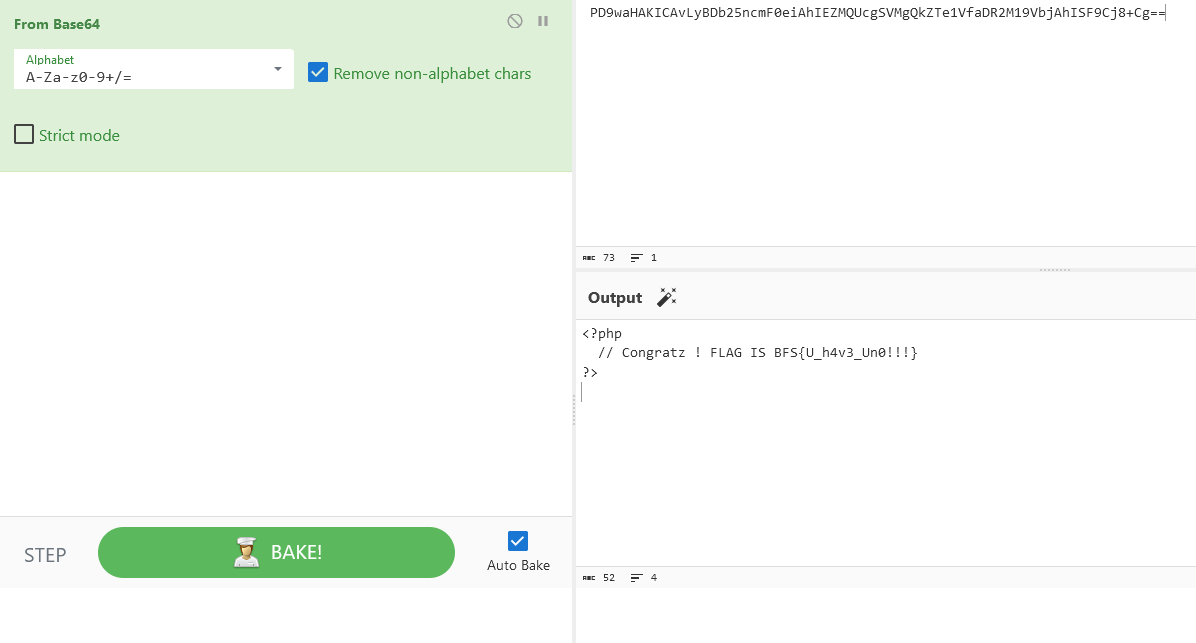 From Base64
Alphabet
A-Za-z0-9+/=
Remove non-alphabet chars
Strict mode
STEP
BAKE!
Auto Bake
PD9waHAKICAvLyBDb25ncmF0eiAhIEZMQUcgSVMgQkZTe1VfaDR2M19VbjAhISF9Cj8+Cg==
ABC 73 1
Output
<?php
// Congratz ! FLAG IS BFS{U_h4v3_Un0!!!}
?>
ABC 52 4